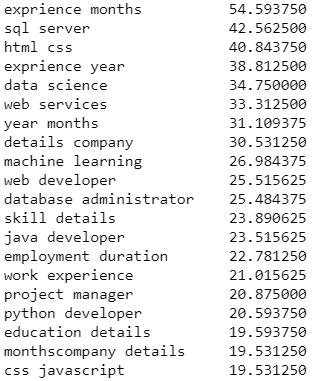 exprience months 54.593750
sql server 42.562500
html css 40.843750
exprience year 38.812500
data science 34.750000
web services 33.312500
year months 31.109375
details company 30.531250
machine learning 26.984375
web developer 25.515625
database administrator 25.484375
skill details 23.890625
java developer 23.515625
employment duration 22.781250
work experience 21.015625
project manager 20.875000
python developer 20.593750
education details 19.593750
monthscompany details 19.531250
css javascript 19.531250